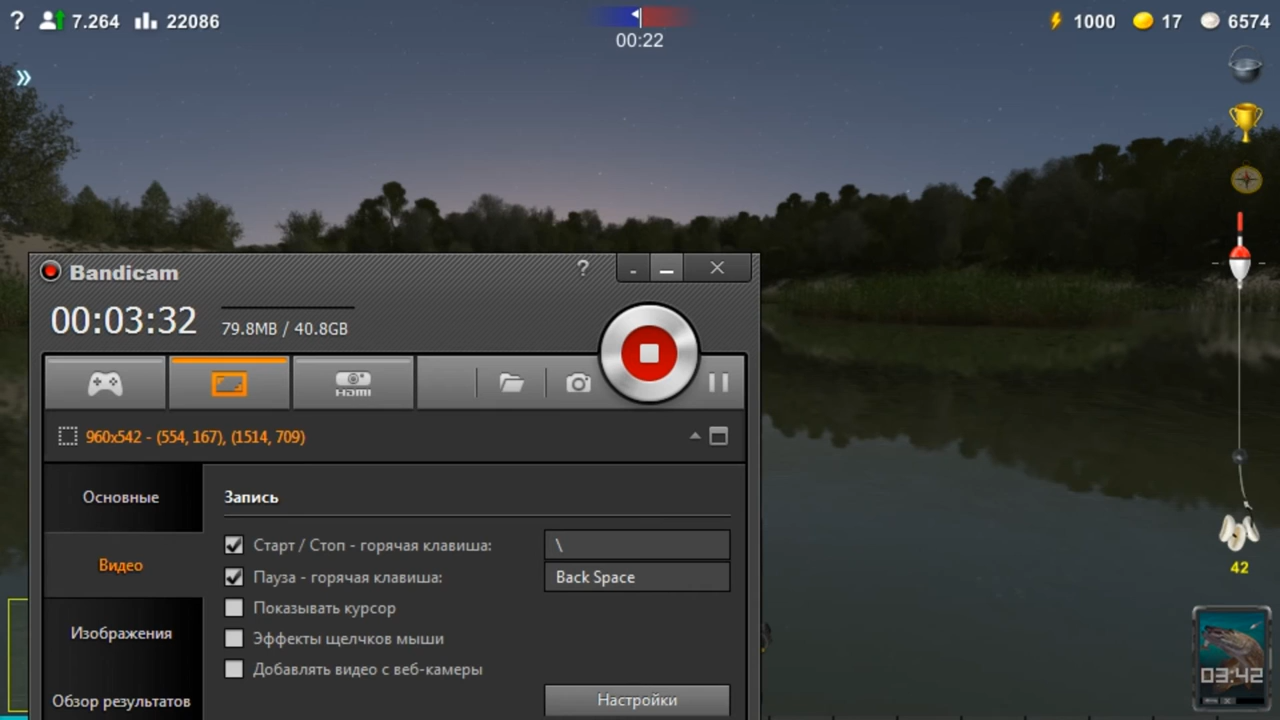 ? 7.264 22086
00:22
1000 17 6574
»
Bandicam ? - _ X
00:03:32
79.8MB / 40.8GB
HDMI
960x542 - (554, 167), (1514, 709)
Основные
Видео
Изображения
Обзор результатов
Запись
Старт / Стоп - горячая клавиша: \
Пауза - горячая клавиша: Back Space
Показывать курсор
Эффекты щелчков мыши
Добавлять видео с веб-камеры
Настройки
42
03:42